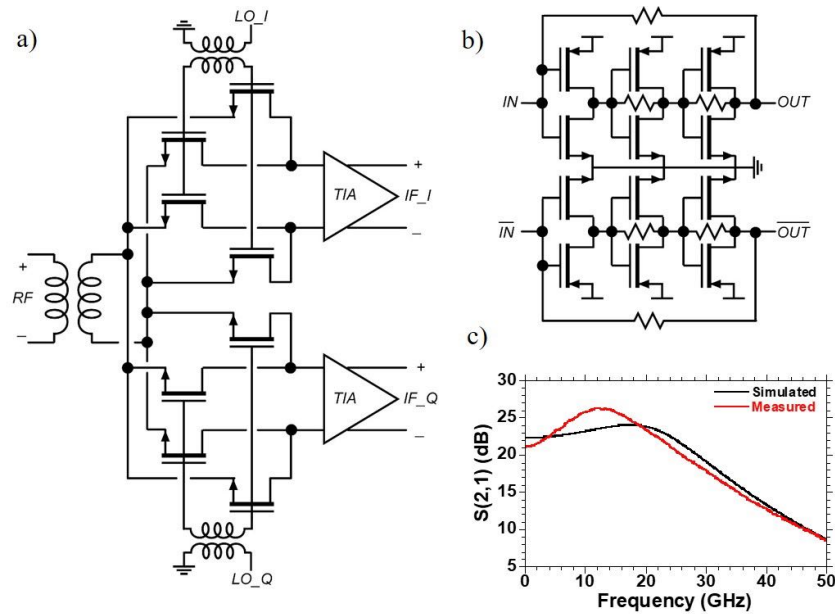 a)
LO_I
TIA
+
IF_I
–
+
RF
–
TIA
+
IF_Q
–
LO_Q
b)
IN
OUT
IN
OUT
c)
30
25
20
15
10
5
S(2,1) (dB)
Simulated
Measured
0 10 20 30 40 50
Frequency (GHz)